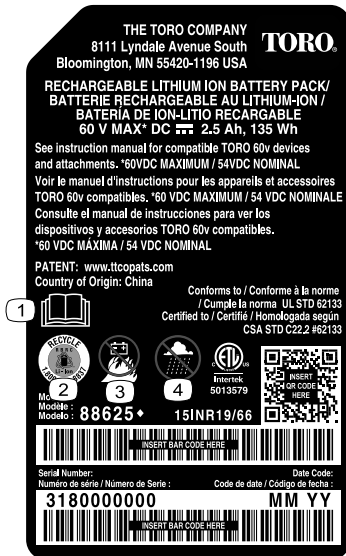 THE TORO COMPANY
8111 Lyndale Avenue South
Bloomington, MN 55420-1196 USA
TORO
RECHARGEABLE LITHIUM ION BATTERY PACK/
BATTERIE RECHARGEABLE AU LITHIUM-ION /
BATERÍA DE ION-LITIO RECARGABLE
60 V MAX* DC 2.5 Ah, 135 Wh
See instruction manual for compatible TORO 60v devices
and attachments. *60VDC MAXIMUM / 54VDC NOMINAL
Voir le manuel d'instructions pour les appareils et accessoires
TORO 60v compatibles. *60 VDC MAXIMUM / 54 VDC NOMINALE
Consulte el manual de instrucciones para ver los
dispositivos y accesorios TORO 60v compatibles.
*60 VDC MÁXIMA / 54 VDC NOMINAL
PATENT: www.ttcopats.com
Country of Origin: China
Conforms to / Conforme à la norme
/ Cumple la norma UL STD 62133
Certified to / Certifié / Homologada según
CSA STD C22.2 #62133
1
RECYCLE
RBRC
Li-Ion
2
3
4
ETL
Intertek
5013579
INSERT
QR CODE
HERE
Modèle :
Modelo : 88625 15INR19/66
INSERT BAR CODE HERE
Serial Number: Date Code:
Numéro de série / Número de Serie : Code de date / Código de fecha :
3180000000 MM YY
INSERT BAR CODE HERE